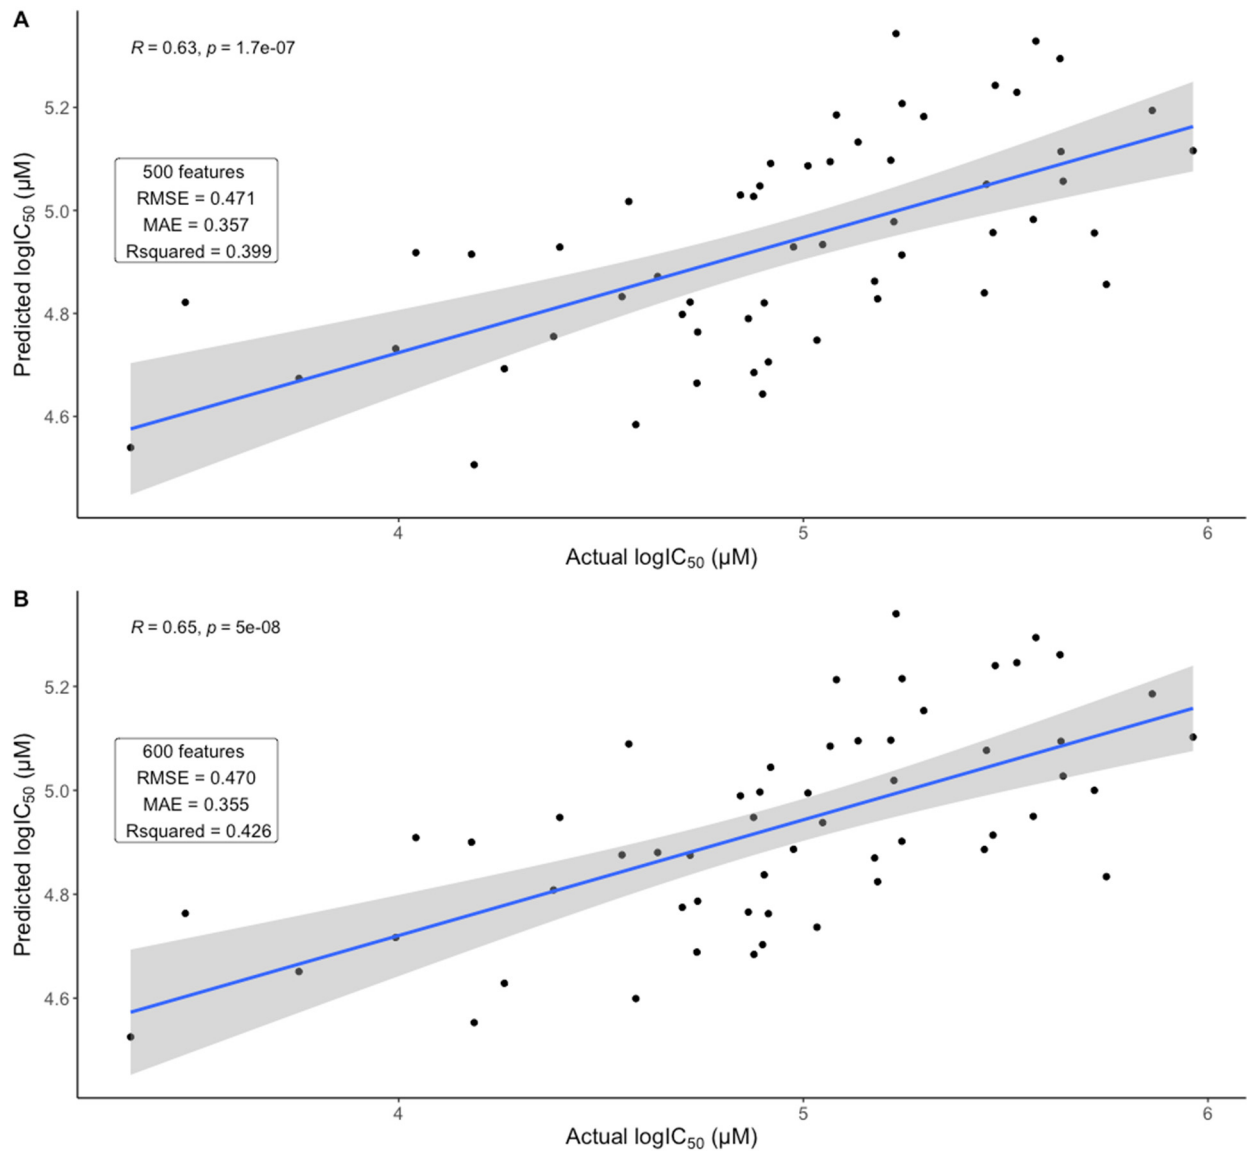 A
R = 0.63, p = 1.7e-07
5.2
500 features
RMSE = 0.471
MAE = 0.357
Rsquared = 0.399
5.0
4.8
4.6
Predicted logIC50 (μM)
4 5 6
Actual logIC50 (μM)
B
R = 0.65, p = 5e-08
5.2
600 features
RMSE = 0.470
MAE = 0.355
Rsquared = 0.426
5.0
4.8
4.6
Predicted logIC50 (μM)
4 5 6
Actual logIC50 (μM)